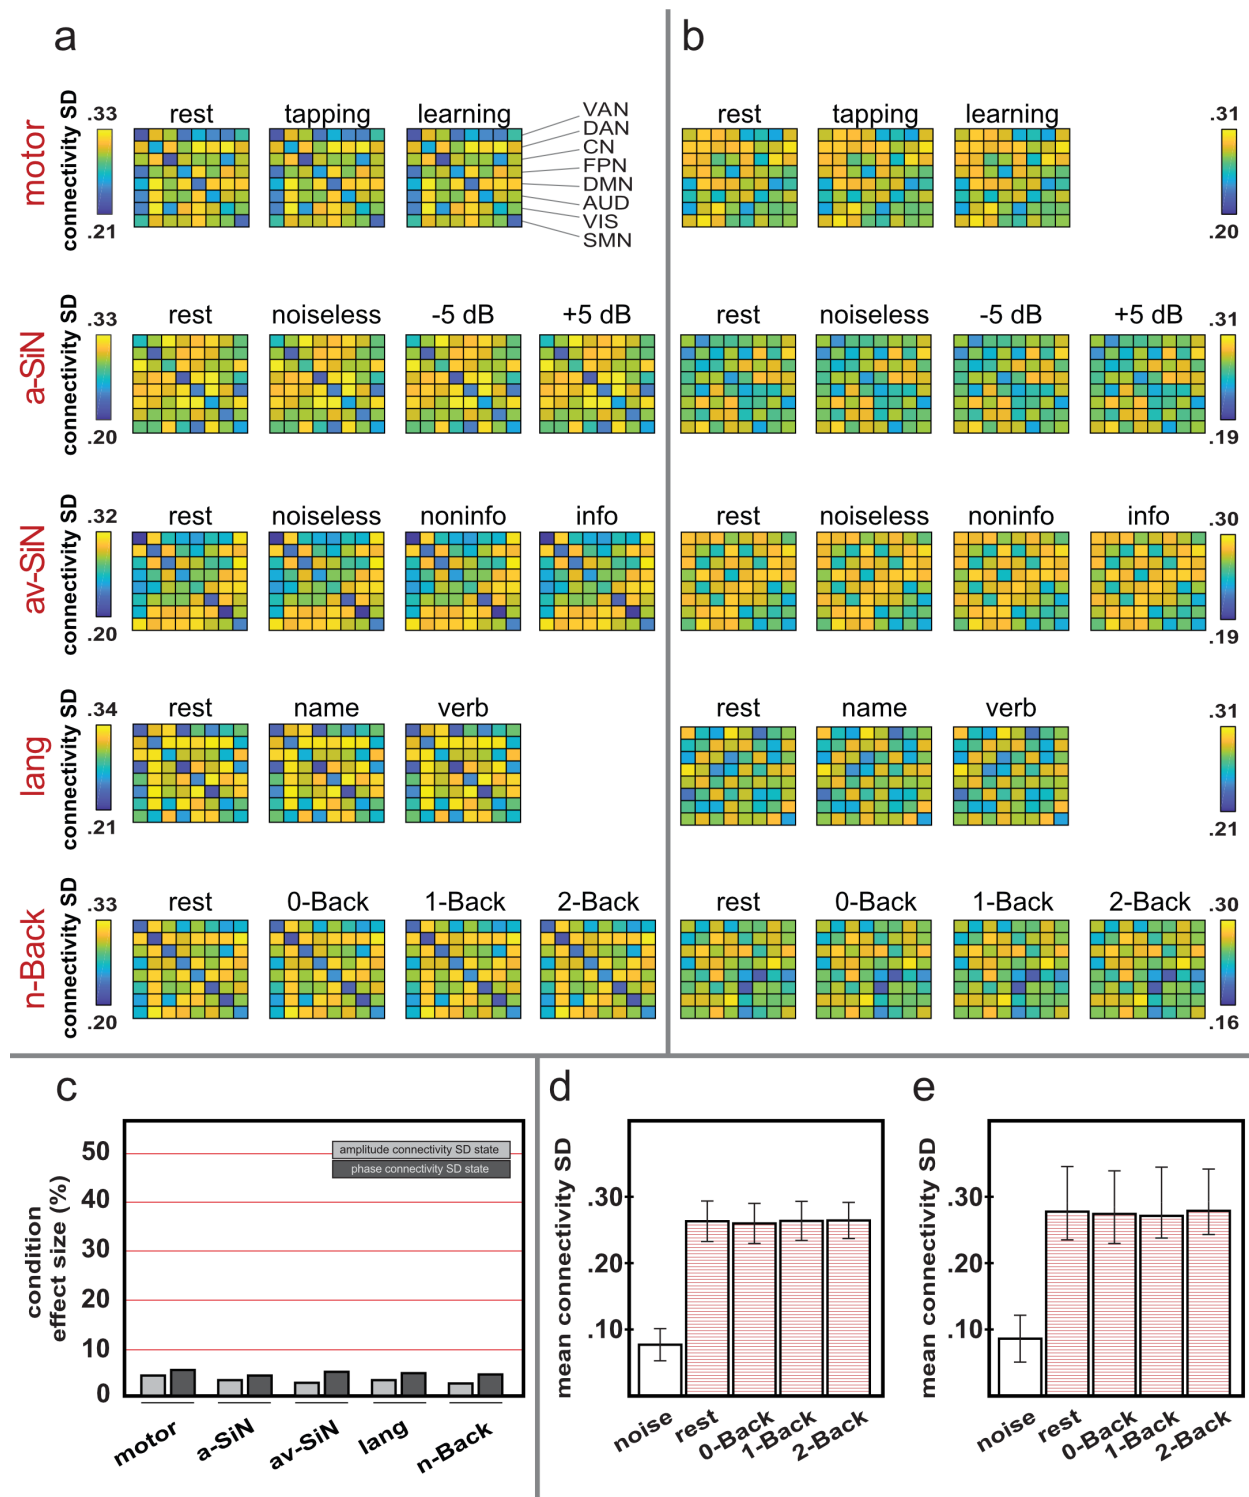 a
b
motor
connectivity SD
.33
.21
rest
tapping
learning
VAN
DAN
CN
FPN
DMN
AUD
VIS
SMN
rest
tapping
learning
.31
.20
a-SiN
connectivity SD
.33
.20
rest
noiseless
-5 dB
+5 dB
rest
noiseless
-5 dB
+5 dB
.31
.19
av-SiN
connectivity SD
.32
.20
rest
noiseless
noninfo
info
rest
noiseless
noninfo
info
.30
.19
lang
connectivity SD
.34
.21
rest
name
verb
rest
name
verb
.31
.21
n-Back
connectivity SD
.33
.20
rest
0-Back
1-Back
2-Back
rest
0-Back
1-Back
2-Back
.30
.16
c
condition
effect size (%)
50
40
30
20
10
0
amplitude connectivity SD state
phase connectivity SD state
motor
a-SiN
av-SiN
lang
n-Back
d
mean connectivity SD
.30
.20
.10
noise
rest
0-Back
1-Back
2-Back
e
mean connectivity SD
.30
.20
.10
noise
rest
0-Back
1-Back
2-Back